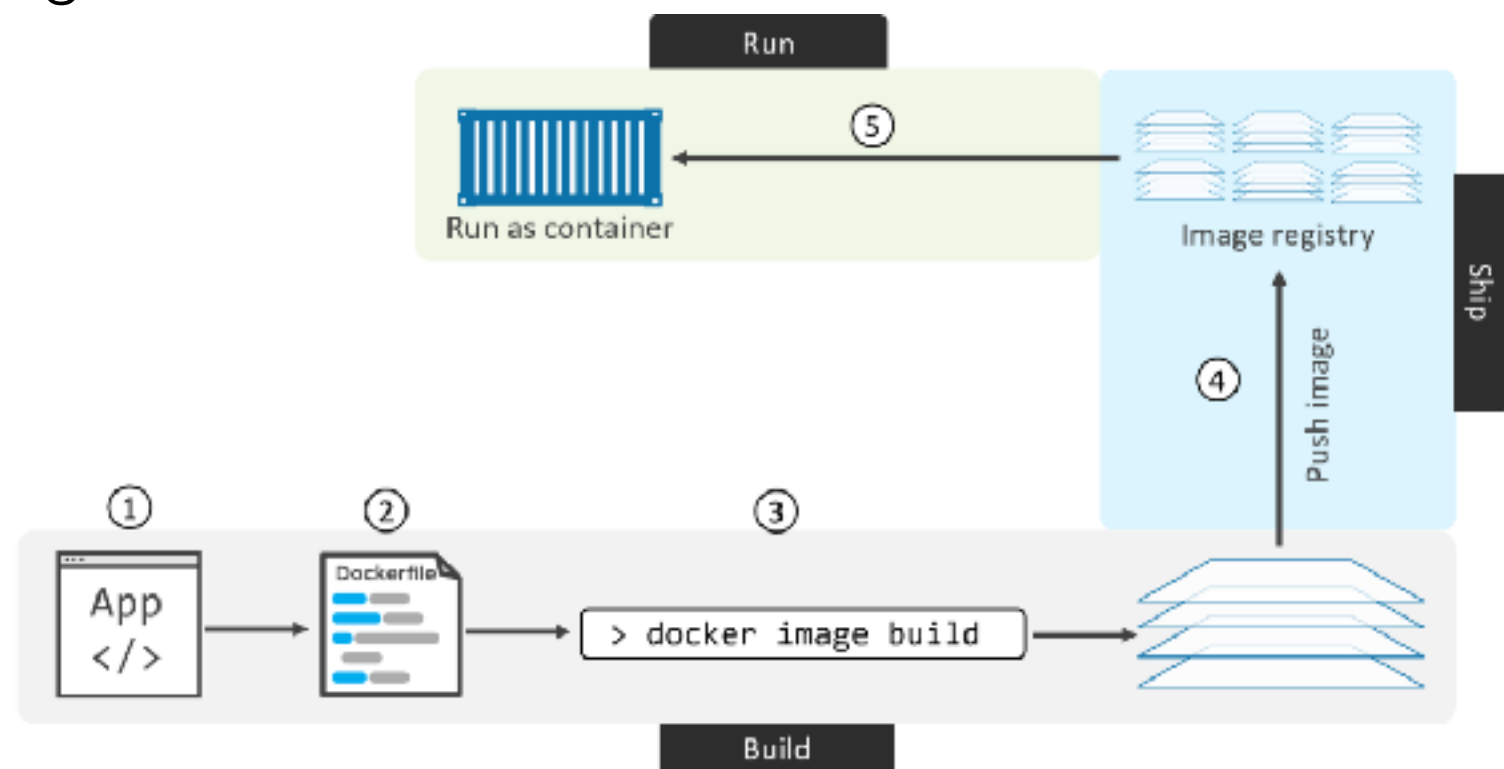 Run
5
Run as container
Image registry
Ship
4
Push image
1
2
3
App
</>
Dockerfile
> docker image build
Build